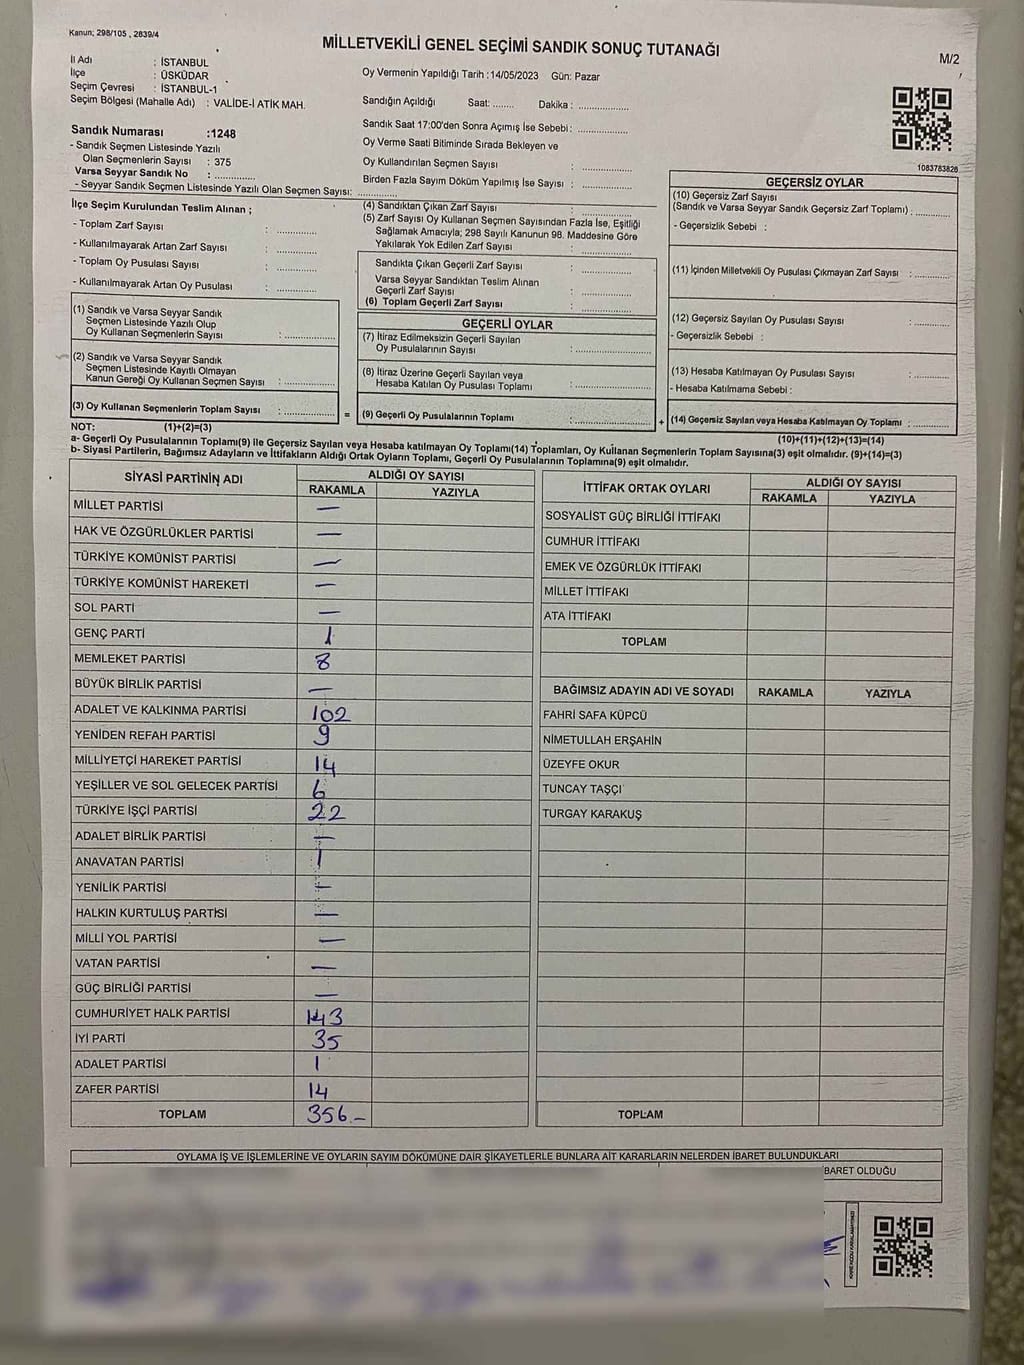 Kanun; 298/105 , 2839/4
MİLLETVEKİLİ GENEL SEÇİMİ SANDIK SONUÇ TUTANAĞI
M/2
İl Adı : İSTANBUL
İlçe : ÜSKÜDAR
Seçim Çevresi : İSTANBUL-1
Seçim Bölgesi (Mahalle Adı) : VALİDE-İ ATİK MAH.
Sandık Numarası :1248
- Sandık Seçmen Listesinde Yazılı
Olan Seçmenlerin Sayısı : 375
Varsa Seyyar Sandık No : ..............
- Seyyar Sandık Seçmen Listesinde Yazılı Olan Seçmen Sayısı: ..............
Oy Vermenin Yapıldığı Tarih :14/05/2023 Gün: Pazar
Sandığın Açıldığı Saat: ....... Dakika : ..............
Sandık Saat 17:00'den Sonra Açımış İse Sebebi: ..............
Oy Verme Saati Bitiminde Sırada Bekleyen ve
Oy Kullandırılan Seçmen Sayısı : ..............
Birden Fazla Sayım Döküm Yapılmış İse Sayısı : ..............
1083783826
İlçe Seçim Kurulundan Teslim Alınan ;
- Toplam Zarf Sayısı : ..............
- Kullanılmayarak Artan Zarf Sayısı : ..............
- Toplam Oy Pusulası Sayısı : ..............
- Kullanılmayarak Artan Oy Pusulası : ..............
(1) Sandık ve Varsa Seyyar Sandık
Seçmen Listesinde Yazılı Olup
Oy Kullanan Seçmenlerin Sayısı : ..............
(2) Sandık ve Varsa Seyyar Sandık
Seçmen Listesinde Kayıtlı Olmayan
Kanun Gereği Oy Kullanan Seçmen Sayısı : ..............
(3) Oy Kullanan Seçmenlerin Toplam Sayısı : .............. =
(4) Sandıktan Çıkan Zarf Sayısı : ..............
(5) Zarf Sayısı Oy Kullanan Seçmen Sayısından Fazla İse, Eşitliği
Sağlamak Amacıyla; 298 Sayılı Kanunun 98. Maddesine Göre
Yakılarak Yok Edilen Zarf Sayısı : ..............
Sandıkta Çıkan Geçerli Zarf Sayısı : ..............
Varsa Seyyar Sandıktan Teslim Alınan
Geçerli Zarf Sayısı : ..............
(6) Toplam Geçerli Zarf Sayısı : ..............
GEÇERLİ OYLAR
(7) İtiraz Edilmeksizin Geçerli Sayılan
Oy Pusulalarının Sayısı : ..............
(8) İtiraz Üzerine Geçerli Sayılan veya
Hesaba Katılan Oy Pusulası Toplamı : ..............
(9) Geçerli Oy Pusulalarının Toplamı : .............. +
GEÇERSİZ OYLAR
(10) Geçersiz Zarf Sayısı
(Sandık ve Varsa Seyyar Sandık Geçersiz Zarf Toplamı) : ..............
- Geçersizlik Sebebi :
(11) İçinden Milletvekili Oy Pusulası Çıkmayan Zarf Sayısı : ..............
(12) Geçersiz Sayılan Oy Pusulası Sayısı : ..............
- Geçersizlik Sebebi :
(13) Hesaba Katılmayan Oy Pusulası Sayısı : ..............
- Hesaba Katılmama Sebebi :
(14) Geçersiz Sayılan veya Hesaba Katılmayan Oy Toplamı : ..............
NOT: (1)+(2)=(3)
(10)+(11)+(12)+(13)=(14)
a- Geçerli Oy Pusulalarının Toplamı(9) ile Geçersiz Sayılan veya Hesaba katılmayan Oy Toplamı(14) Toplamları, Oy Kullanan Seçmenlerin Toplam Sayısına(3) eşit olmalıdır. (9)+(14)=(3)
b- Siyasi Partilerin, Bağımsız Adayların ve İttifakların Aldığı Ortak Oyların Toplamı, Geçerli Oy Pusulalarının Toplamına(9) eşit olmalıdır.
SİYASİ PARTİNİN ADI ALDIĞI OY SAYISI
RAKAMLA YAZIYLA
MİLLET PARTİSİ —
HAK VE ÖZGÜRLÜKLER PARTİSİ —
TÜRKİYE KOMÜNİST PARTİSİ —
TÜRKİYE KOMÜNİST HAREKETİ —
SOL PARTİ —
GENÇ PARTİ 1
MEMLEKET PARTİSİ 8
BÜYÜK BİRLİK PARTİSİ —
ADALET VE KALKINMA PARTİSİ 102
YENİDEN REFAH PARTİSİ 9
MİLLİYETÇİ HAREKET PARTİSİ 14
YEŞİLLER VE SOL GELECEK PARTİSİ 6
TÜRKİYE İŞÇİ PARTİSİ 22
ADALET BİRLİK PARTİSİ —
ANAVATAN PARTİSİ 1
YENİLİK PARTİSİ —
HALKIN KURTULUŞ PARTİSİ —
MİLLİ YOL PARTİSİ —
VATAN PARTİSİ —
GÜÇ BİRLİĞİ PARTİSİ —
CUMHURİYET HALK PARTİSİ 143
İYİ PARTİ 35
ADALET PARTİSİ 1
ZAFER PARTİSİ 14
TOPLAM 356.-
İTTİFAK ORTAK OYLARI ALDIĞI OY SAYISI
RAKAMLA YAZIYLA
SOSYALİST GÜÇ BİRLİĞİ İTTİFAKI
CUMHUR İTTİFAKI
EMEK VE ÖZGÜRLÜK İTTİFAKI
MİLLET İTTİFAKI
ATA İTTİFAKI
TOPLAM
BAĞIMSIZ ADAYIN ADI VE SOYADI RAKAMLA YAZIYLA
FAHRİ SAFA KÜPCÜ
NİMETULLAH ERŞAHİN
ÜZEYFE OKUR
TUNCAY TAŞÇI
TURGAY KARAKUŞ
TOPLAM
OYLAMA İŞ VE İŞLEMLERİNE VE OYLARIN SAYIM DÖKÜMÜNE DAİR ŞİKAYETLERLE BUNLARA AİT KARARLARIN NELERDEN İBARET BULUNDUKLARI
BARET OLDUĞU